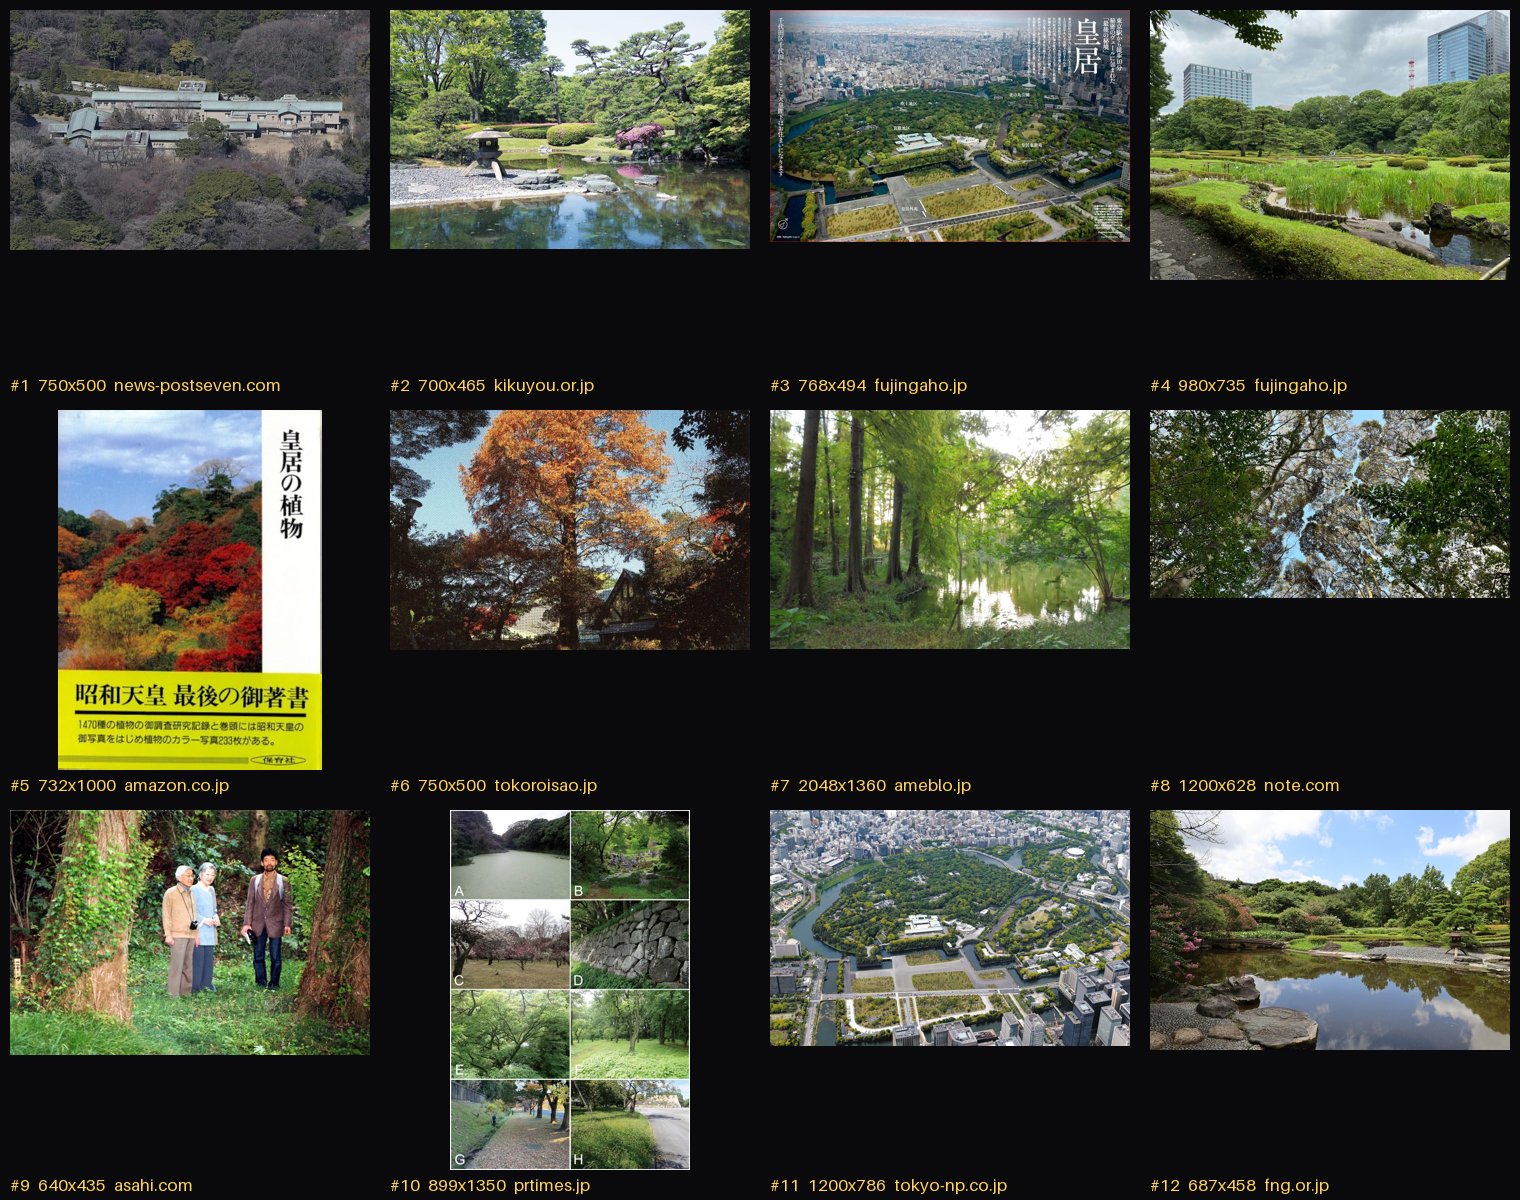 皇居
#1 750x500 news-postseven.com
#2 700x465 kikuyou.or.jp
#3 768x494 fujingaho.jp
#4 980x735 fujingaho.jp
皇居の植物
昭和天皇 最後の御著書
1470種の植物の御調査研究記録と巻頭には昭和天皇の
御写真をはじめ植物のカラー写真233枚がある。
保育社
#5 732x1000 amazon.co.jp
#6 750x500 tokoroisao.jp
#7 2048x1360 ameblo.jp
#8 1200x628 note.com
A
B
C
D
E
F
G
H
#9 640x435 asahi.com
#10 899x1350 prtimes.jp
#11 1200x786 tokyo-np.co.jp
#12 687x458 fng.or.jp